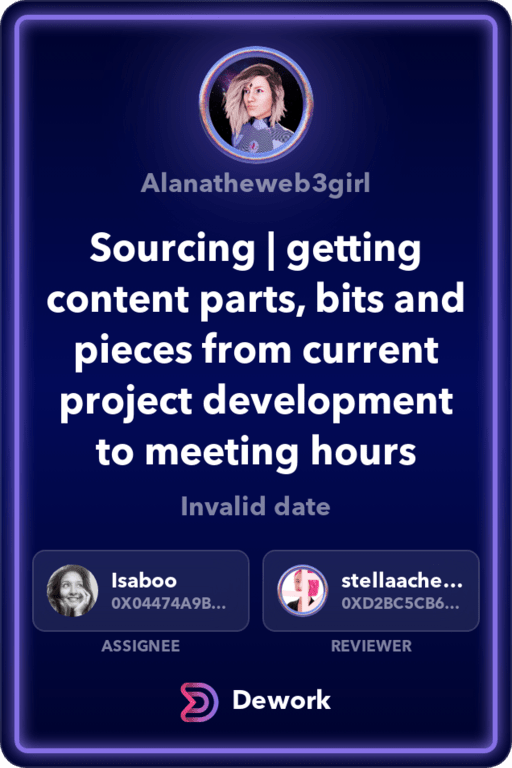 Alanatheweb3girl
Sourcing | getting
content parts, bits and
pieces from current
project development
to meeting hours
Invalid date
Isaboo
0X04474A9B...
stellaache...
0XD2BC5CB6...
ASSIGNEE
REVIEWER
Dework